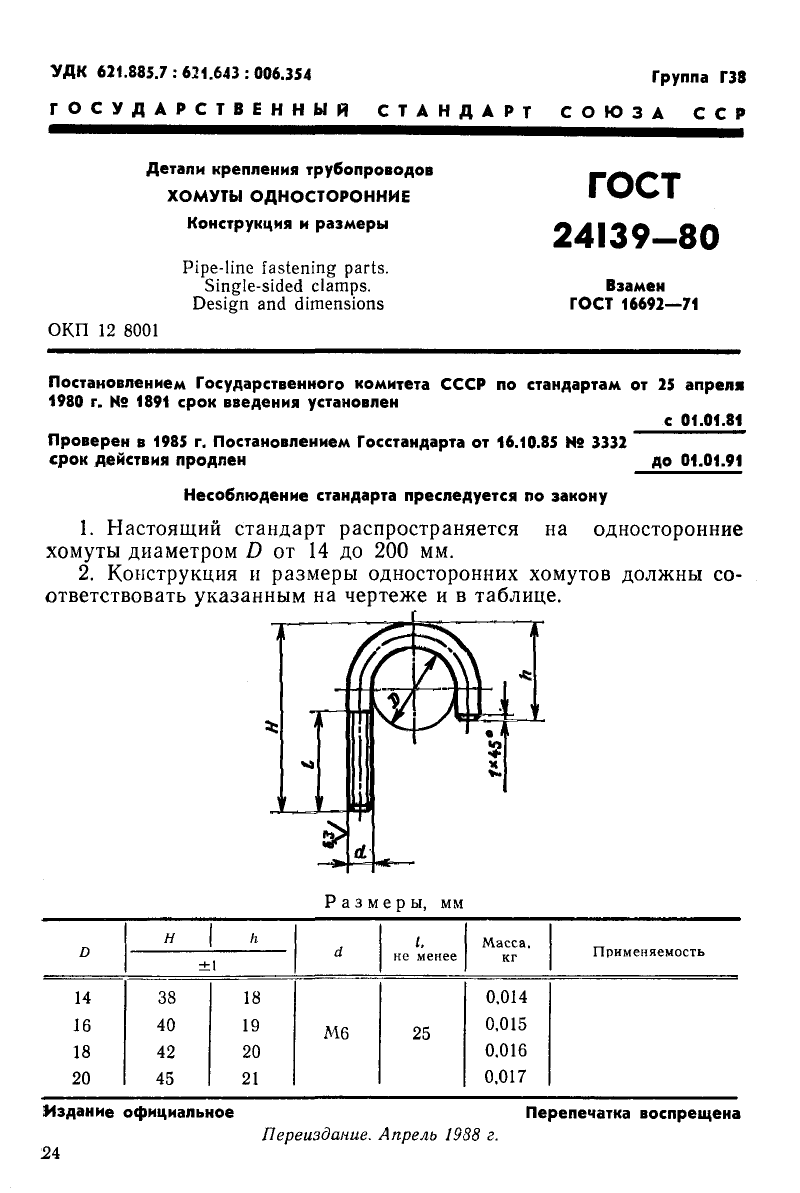 УДК 621.885.7 : 621.643 : 006.354
Группа Г38
ГОСУДАРСТВЕННЫЙ СТАНДАРТ СОЮЗА ССР
Детали крепления трубопроводов
ХОМУТЫ ОДНОСТОРОННИЕ
Конструкция и размеры
Pipe-line fastening parts.
Single-sided clamps.
Design and dimensions
ГОСТ
24139—80
Взамен
ГОСТ 16692—71
ОКП 12 8001
Постановлением Государственного комитета СССР по стандартам от 25 апреля
1980 г. № 1891 срок введения установлен
с 01.01.81
Проверен в 1985 г. Постановлением Госстандарта от 16.10.85 № 3332
срок действия продлен
до 01.01.91
Несоблюдение стандарта преследуется по закону
1. Настоящий стандарт распространяется на односторонние
хомуты диаметром D от 14 до 200 мм.
2. Конструкция и размеры односторонних хомутов должны со-
ответствовать указанным на чертеже и в таблице.
H
l
D
h
1×45°
6,3
d
Размеры, мм
D H h d l, Масса, Применяемость
±1 не менее кг
14 38 18 М6 25 0,014
16 40 19 0,015
18 42 20 0,016
20 45 21 0,017
Издание официальное
Перепечатка воспрещена
Переиздание. Апрель 1988 г.
24